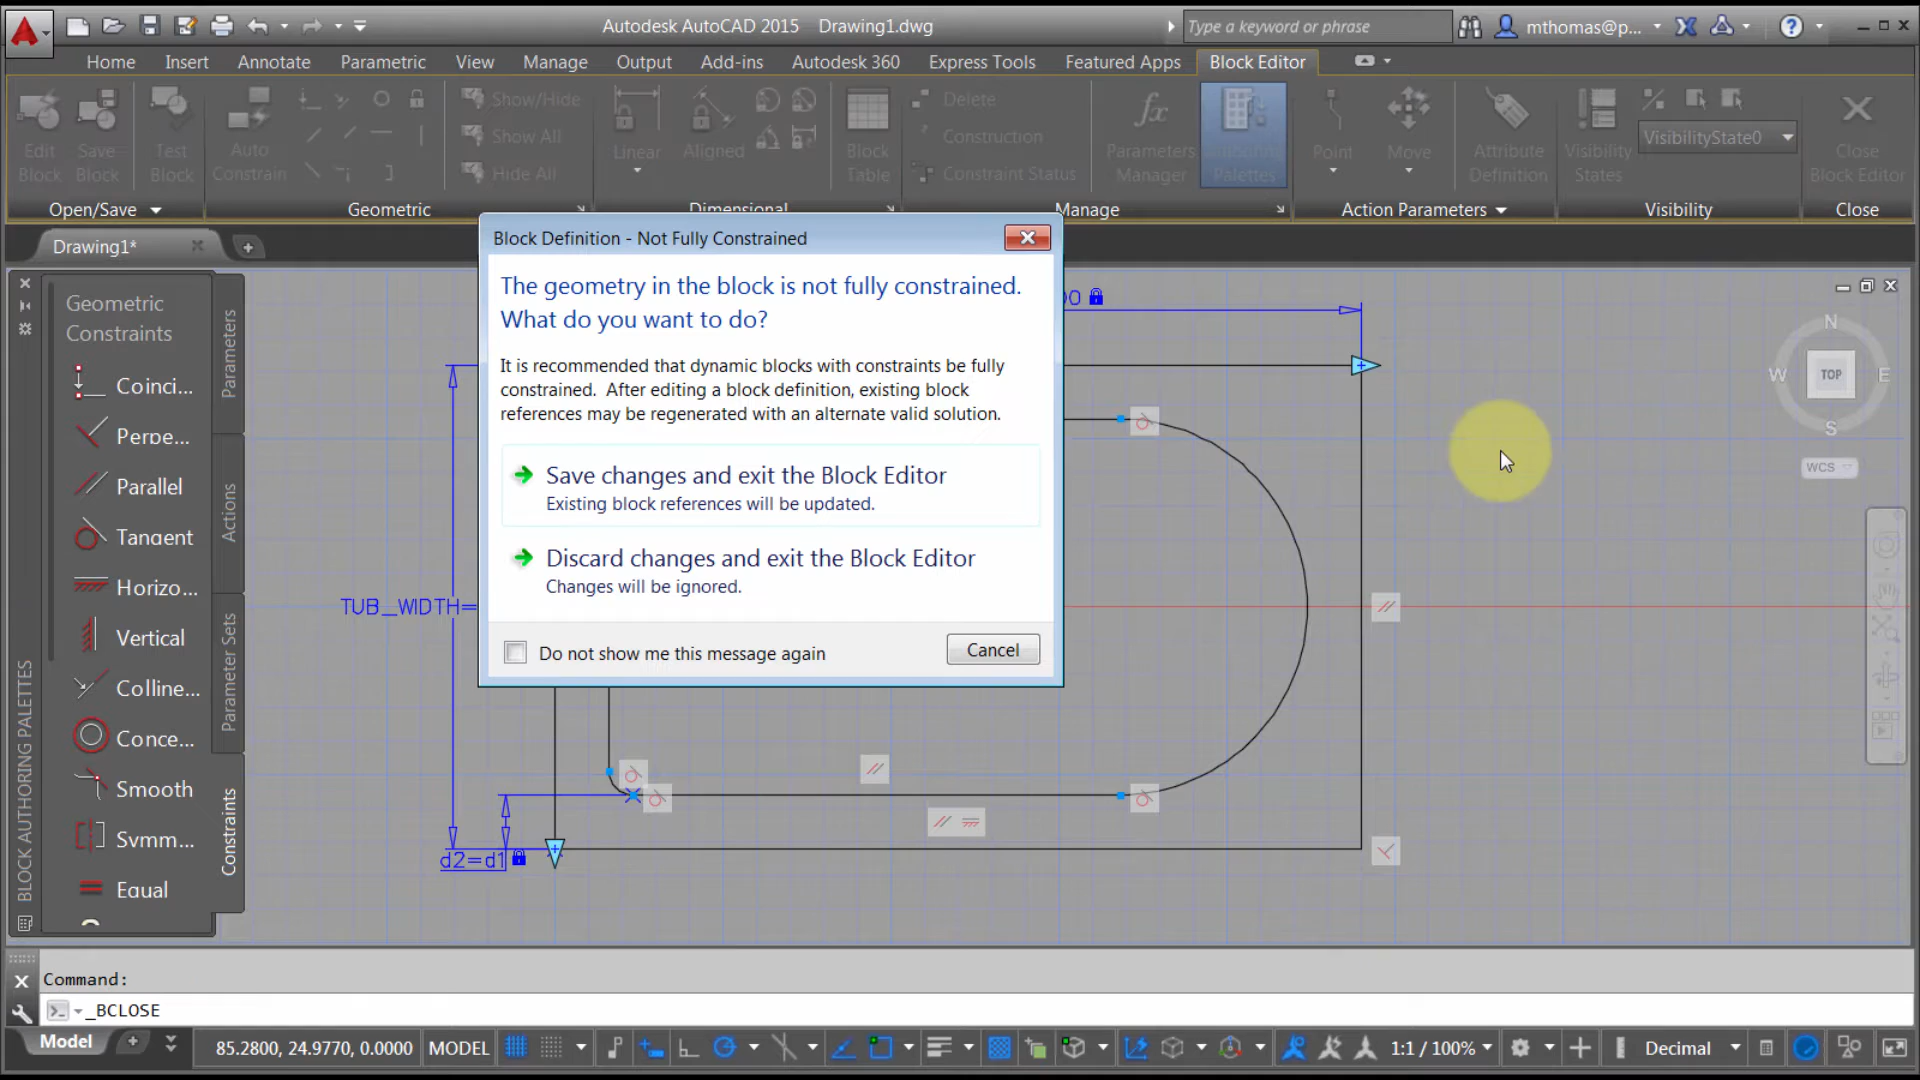 Autodesk AutoCAD 2015 Drawing1.dwg
Type a keyword or phrase
mthomas@p...
Home Insert Annotate Parametric View Manage Output Add-ins Autodesk 360 Express Tools Featured Apps Block Editor
Edit Block
Save Block
Test Block
Auto Constrain
Show/Hide
Show All
Hide All
Linear
Aligned
Block Table
Delete
Construction
Constraint Status
Parameters Manager
Palettes
Point
Move
Attribute Definition
Visibility States
VisibilityState0
Close Block Editor
Open/Save
Geometric
Dimensional
Manage
Action Parameters
Visibility
Close
Drawing1*
Block Definition - Not Fully Constrained
The geometry in the block is not fully constrained.
What do you want to do?
It is recommended that dynamic blocks with constraints be fully
constrained. After editing a block definition, existing block
references may be regenerated with an alternate valid solution.
Save changes and exit the Block Editor
Existing block references will be updated.
Discard changes and exit the Block Editor
Changes will be ignored.
Do not show me this message again
Cancel
Geometric
Constraints
Coinci...
Perpe...
Parallel
Tangent
Horizo...
Vertical
Colline...
Conce...
Smooth
Symm...
Equal
Parameters
Actions
Parameter Sets
Constraints
BLOCK AUTHORING PALETTES
TUB_WIDTH=
d2=d1
N
W
TOP
E
S
WCS
Command:
_BCLOSE
Model
85.2800, 24.9770, 0.0000 MODEL
1:1 / 100%
Decimal